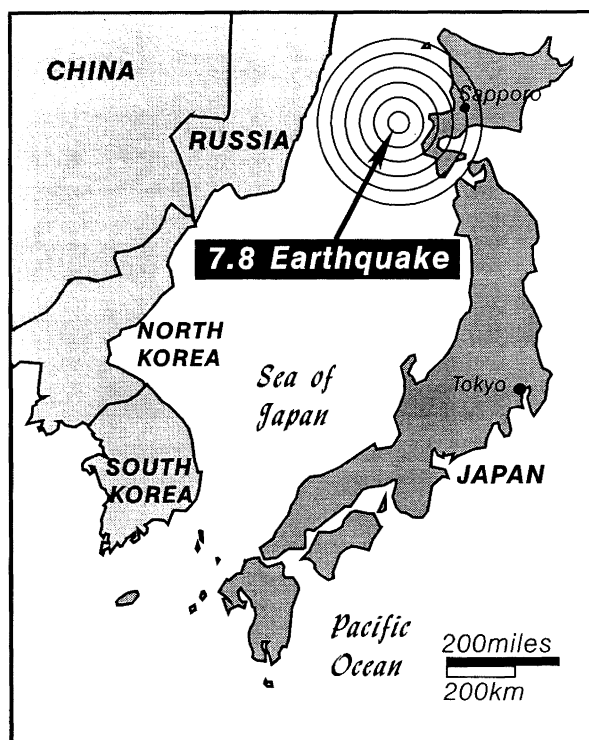 CHINA
Sapporo
RUSSIA
7.8 Earthquake
NORTH
KOREA
Sea of
Japan
Tokyo
SOUTH
KOREA
JAPAN
Pacific
Ocean
200miles
200km